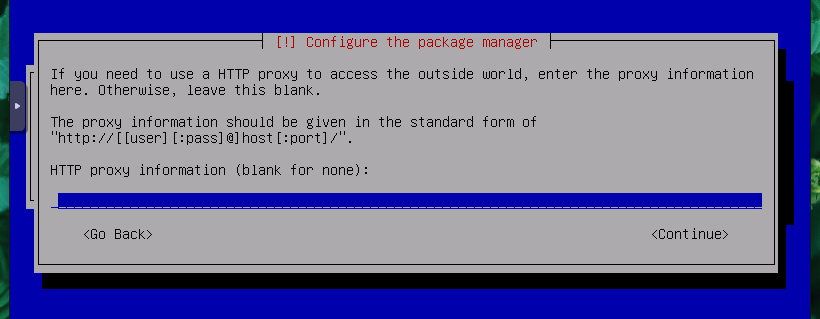 [!] Configure the package manager
If you need to use a HTTP proxy to access the outside world, enter the proxy information
here. Otherwise, leave this blank.
The proxy information should be given in the standard form of
"http://[[user][:pass]@]host[:port]/".
HTTP proxy information (blank for none):
<Go Back> <Continue>